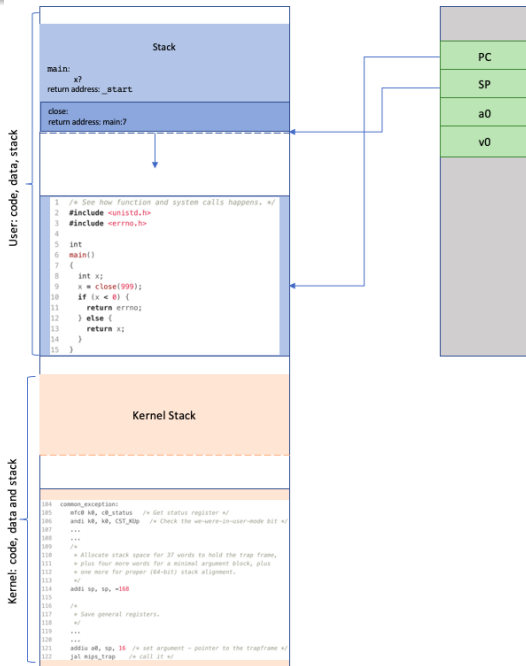 User: code, data, stack
Stack
main:
x?
return address: _start
close:
return address: main:7
PC
SP
a0
v0
1 /* See how function and system calls happens. */
2 #include <unistd.h>
3 #include <errno.h>
4
5 int
6 main()
7 {
8 int x;
9 x = close(999);
10 if (x < 0) {
11 return errno;
12 } else {
13 return x;
14 }
15 }
Kernel: code, data and stack
Kernel Stack
104 common_exception:
105 mfc0 k0, c0_status /* Get status register */
106 andi k0, k0, CST_KUp /* Check the we-were-in-user-mode bit */
107 ...
108 ...
109 /*
110 * Allocate stack space for 37 words to hold the trap frame,
111 * plus four more words for a minimal argument block, plus
112 * one more for proper (64-bit) stack alignment.
113 */
114 addi sp, sp, -168
115
116 /*
117 * Save general registers.
118 */
119 ...
120 ...
121 addiu a0, sp, 16 /* set argument - pointer to the trapframe */
122 jal mips_trap /* call it */